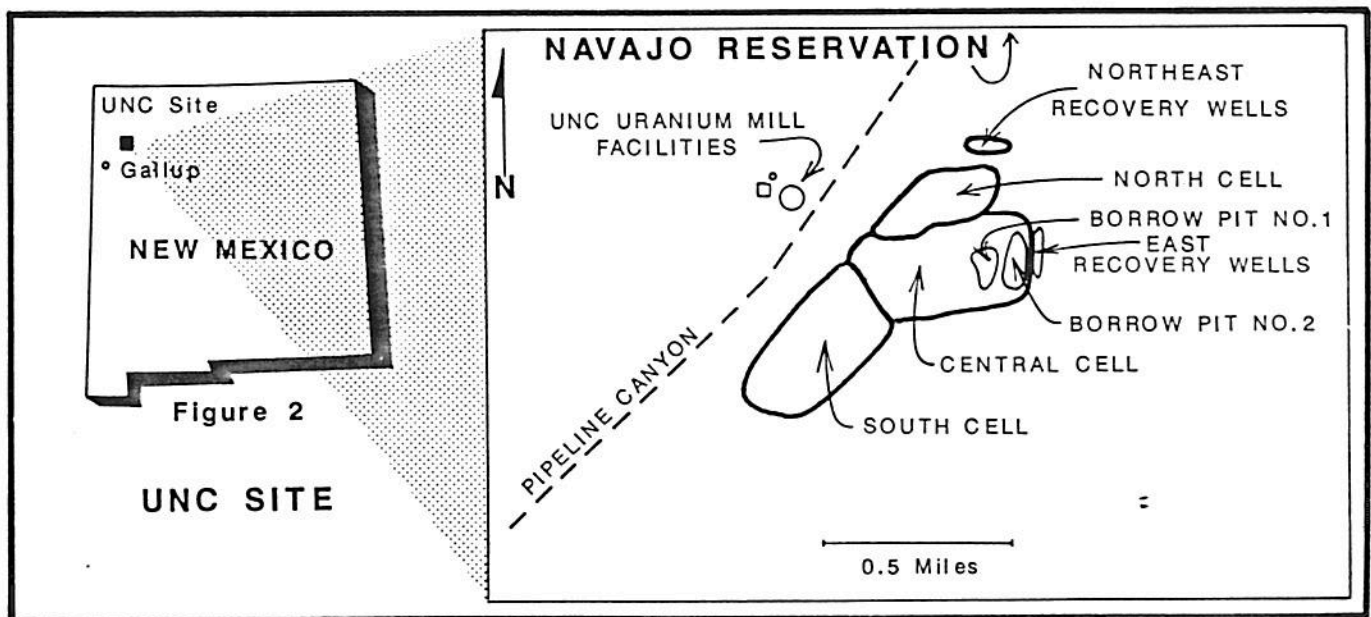 UNC Site
Gallup
NEW MEXICO
Figure 2
UNC SITE
NAVAJO RESERVATION
N
UNC URANIUM MILL
FACILITIES
PIPELINE CANYON
NORTHEAST
RECOVERY WELLS
NORTH CELL
BORROW PIT NO.1
EAST
RECOVERY WELLS
BORROW PIT NO.2
CENTRAL CELL
SOUTH CELL
0.5 Miles